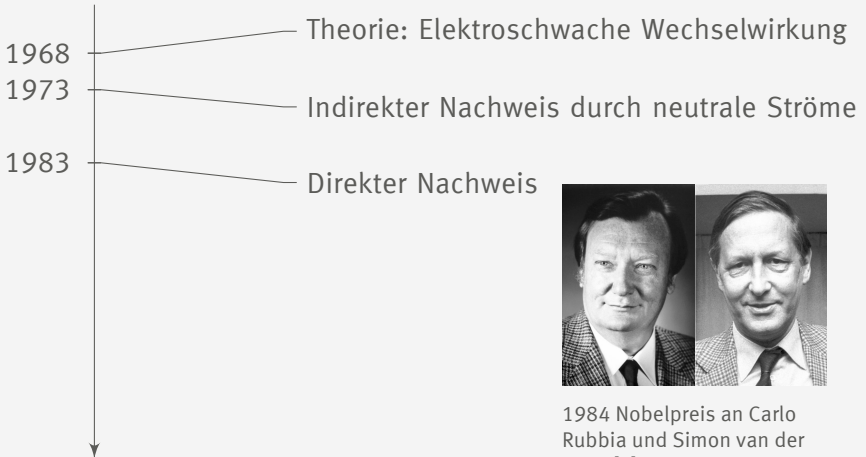 1968
Theorie: Elektroschwache Wechselwirkung
1973
Indirekter Nachweis durch neutrale Ströme
1983
Direkter Nachweis
1984 Nobelpreis an Carlo
Rubbia und Simon van der